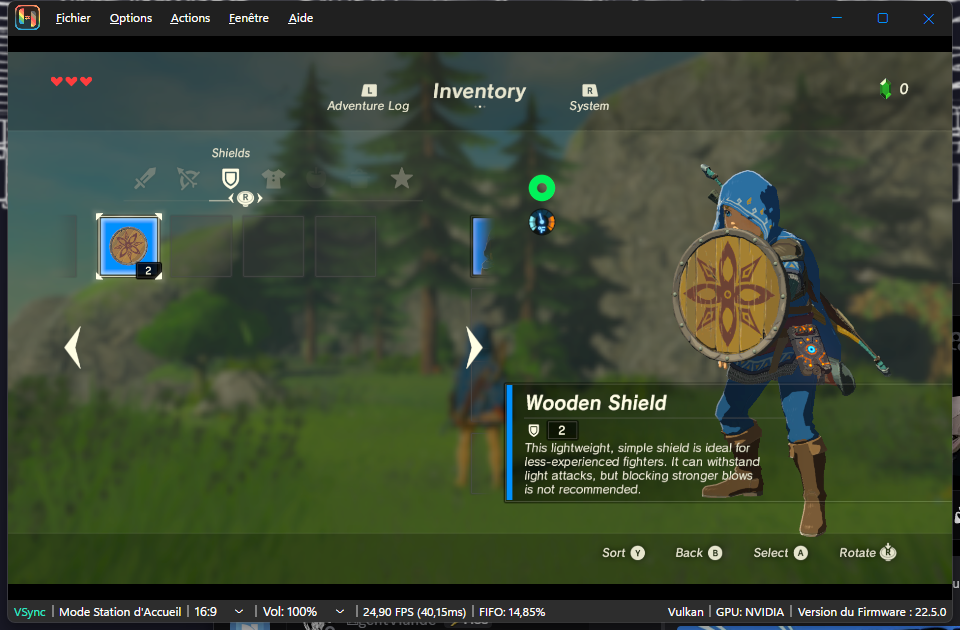 Fichier Options Actions Fenêtre Aide
L Inventory R 0
Adventure Log System
Shields
R
2
Wooden Shield
2
This lightweight, simple shield is ideal for
less-experienced fighters. It can withstand
light attacks, but blocking stronger blows
is not recommended.
Sort Y Back B Select A Rotate R
VSync | Mode Station d'Accueil | 16:9 | Vol: 100% | 24,90 FPS (40,15ms) | FIFO: 14,85% Vulkan | GPU: NVIDIA | Version du Firmware : 22.5.0